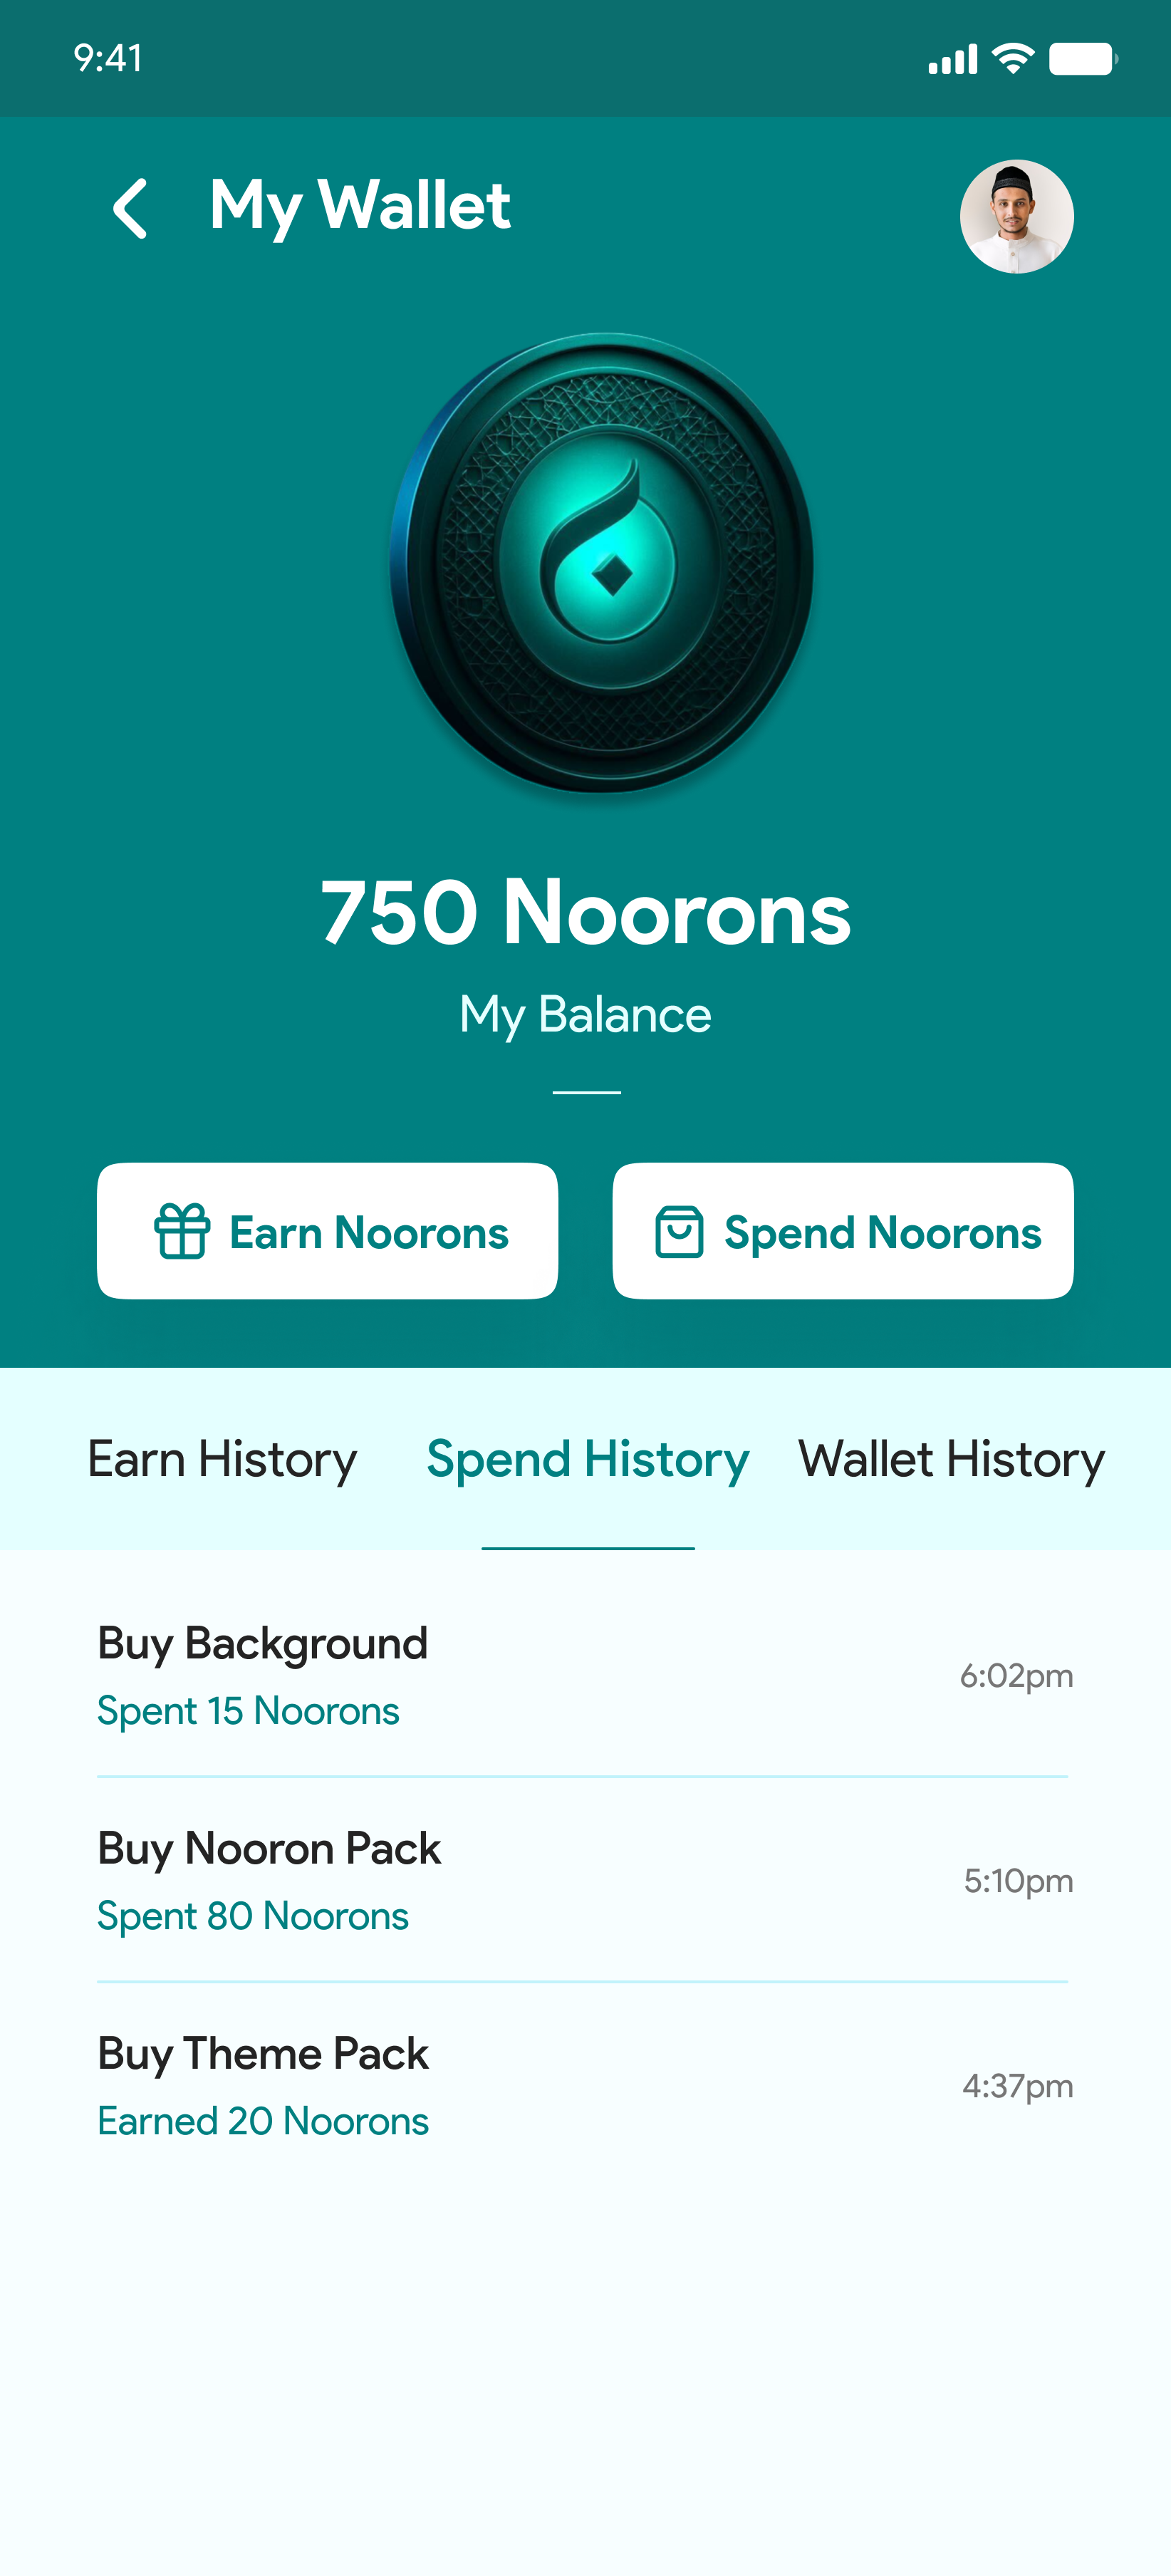 9:41
My Wallet
750 Noorons
My Balance
Earn Noorons
Spend Noorons
Earn History
Spend History
Wallet History
Buy Background
Spent 15 Noorons
6:02pm
Buy Nooron Pack
Spent 80 Noorons
5:10pm
Buy Theme Pack
Earned 20 Noorons
4:37pm